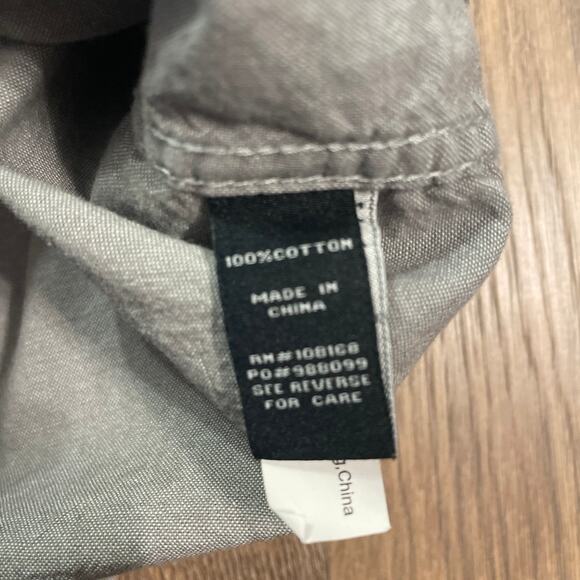 100%COTTON
MADE IN
CHINA
RN#108168
PO#988099
SEE REVERSE
FOR CARE
g,China